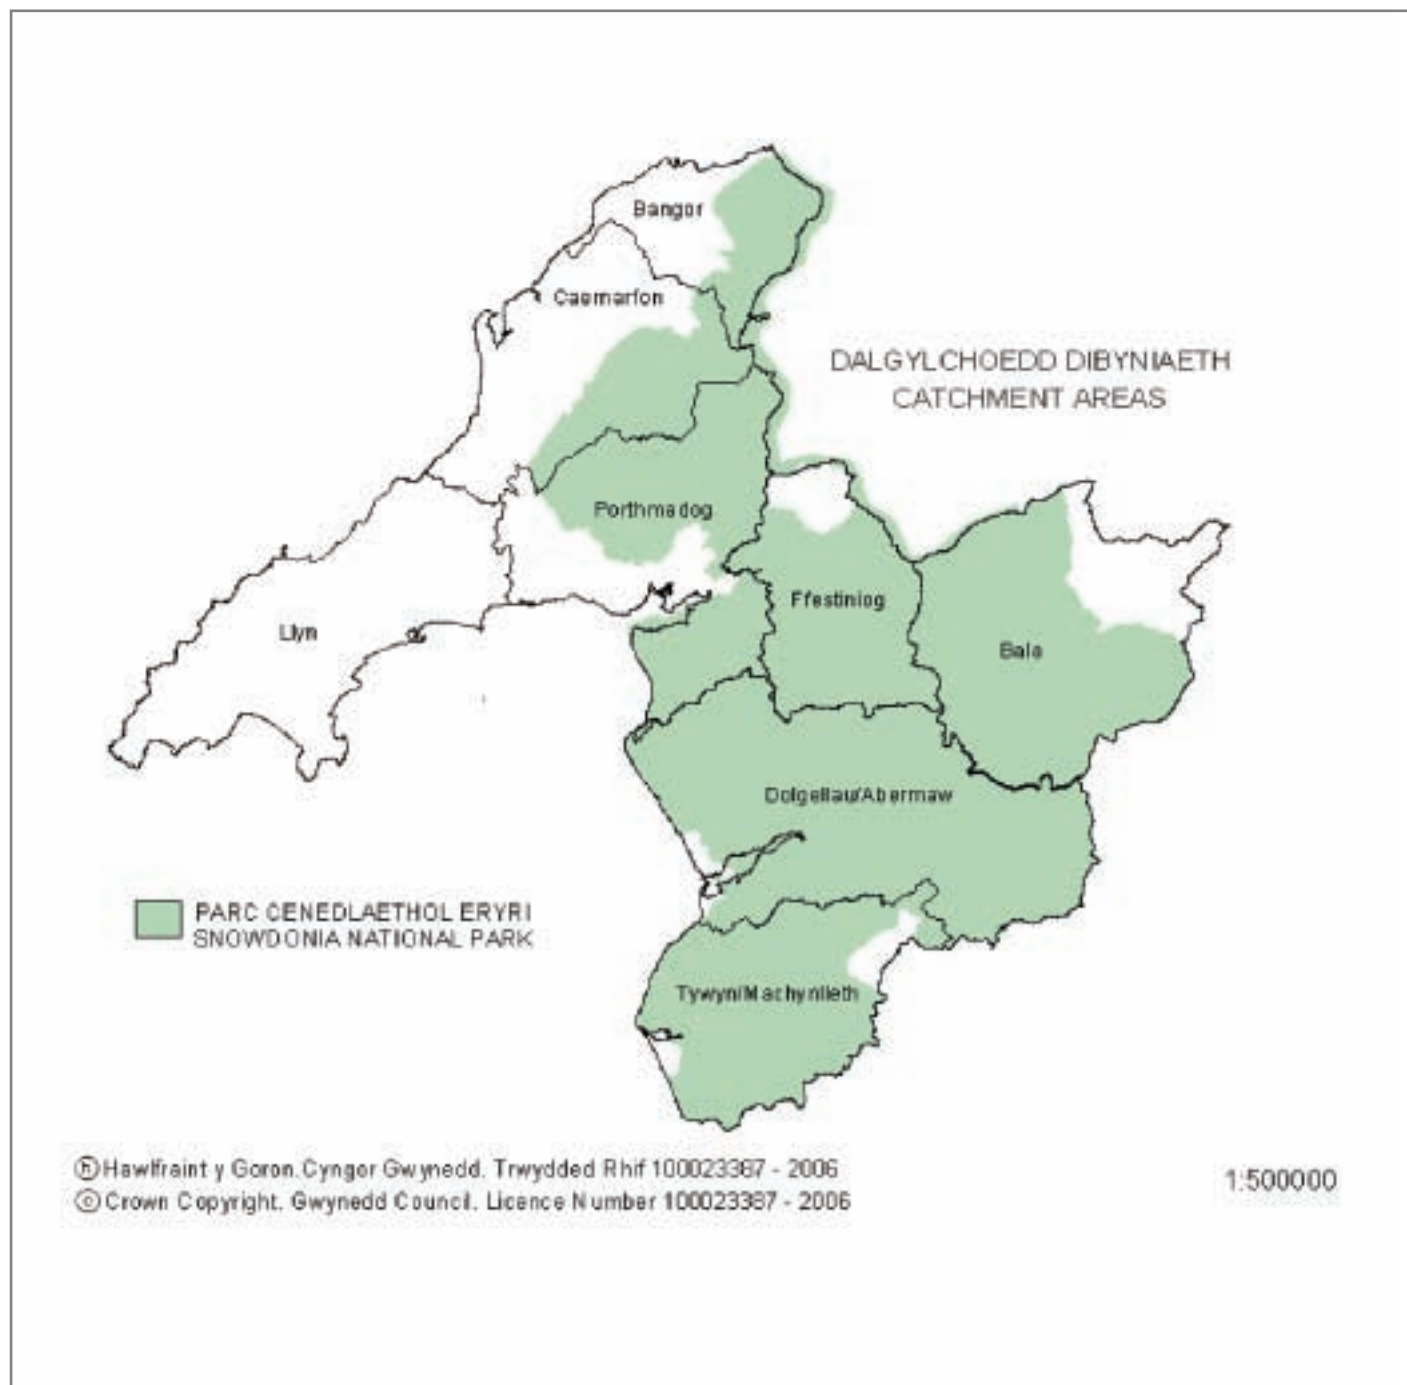 Bangor
Caernarfon
DALGYLCHOEDD DIBYNIAETH
CATCHMENT AREAS
Porthmadog
Ffestiniog
Llyn
Bala
Dolgellau/Abermaw
PARC CENEDLAETHOL ERYRI
SNOWDONIA NATIONAL PARK
Tywyn/Machynlleth
ⓗ Hawlfraint y Goron. Cyngor Gwynedd. Trwydded Rhif 100023387 - 2006
1:500000
© Crown Copyright. Gwynedd Council. Licence Number 100023387 - 2006